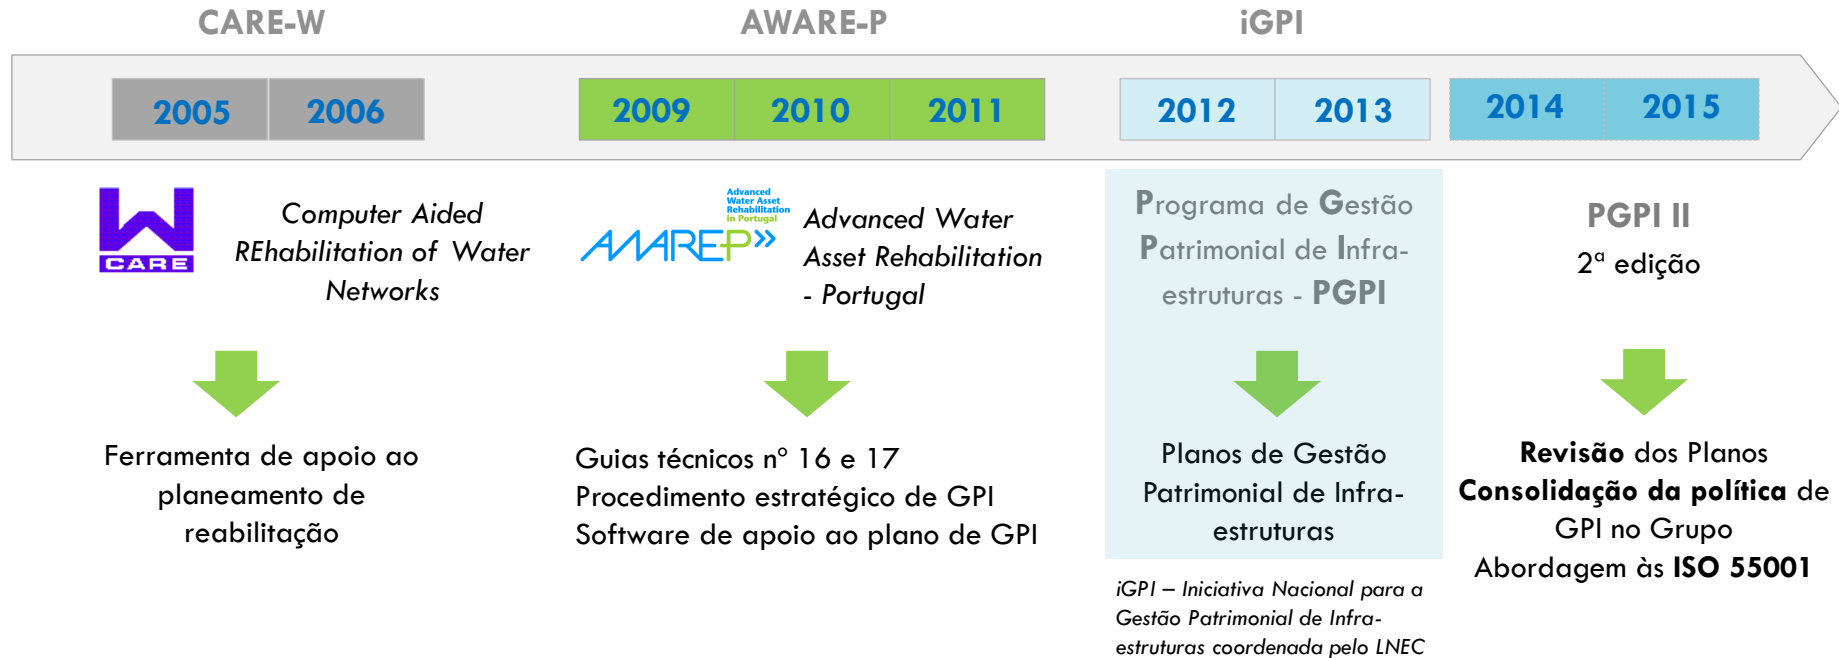 CARE-W
AWARE-P
iGPI
2005
2006
2009
2010
2011
2012
2013
2014
2015
CARE
Computer Aided
REhabilitation of Water
Networks
Advanced
Water Asset
Rehabilitation
in Portugal
AWARE-P»
Advanced Water
Asset Rehabilitation
- Portugal
Programa de Gestão
Patrimonial de Infra-
estruturas - PGPI
PGPI II
2ª edição
Ferramenta de apoio ao
planeamento de
reabilitação
Guias técnicos nº 16 e 17
Procedimento estratégico de GPI
Software de apoio ao plano de GPI
Planos de Gestão
Patrimonial de Infra-
estruturas
iGPI – Iniciativa Nacional para a
Gestão Patrimonial de Infra-
estruturas coordenada pelo LNEC
Revisão dos Planos
Consolidação da política de
GPI no Grupo
Abordagem às ISO 55001